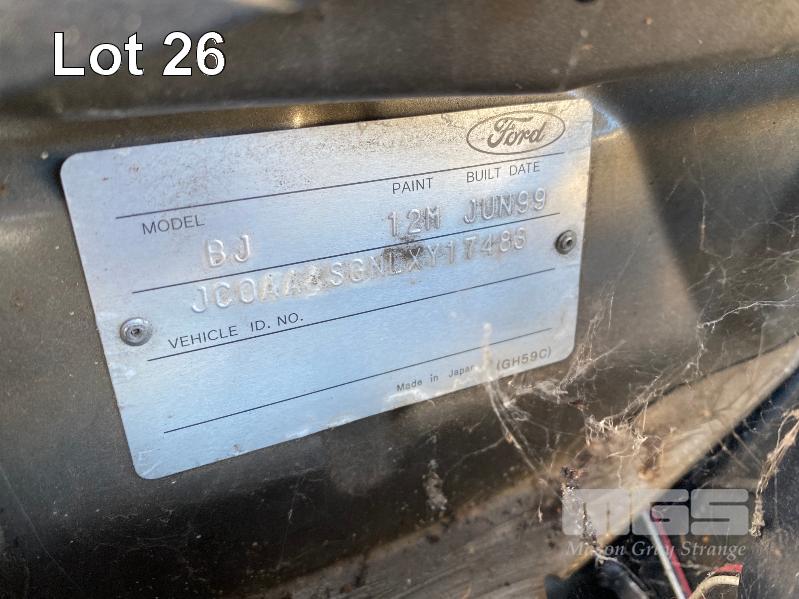 Lot 26
Ford
PAINT BUILT DATE
MODEL
BJ 12M JUN99
VEHICLE ID. NO.
Made in Japan (GH59C)
MGS
Mason Gray Strange